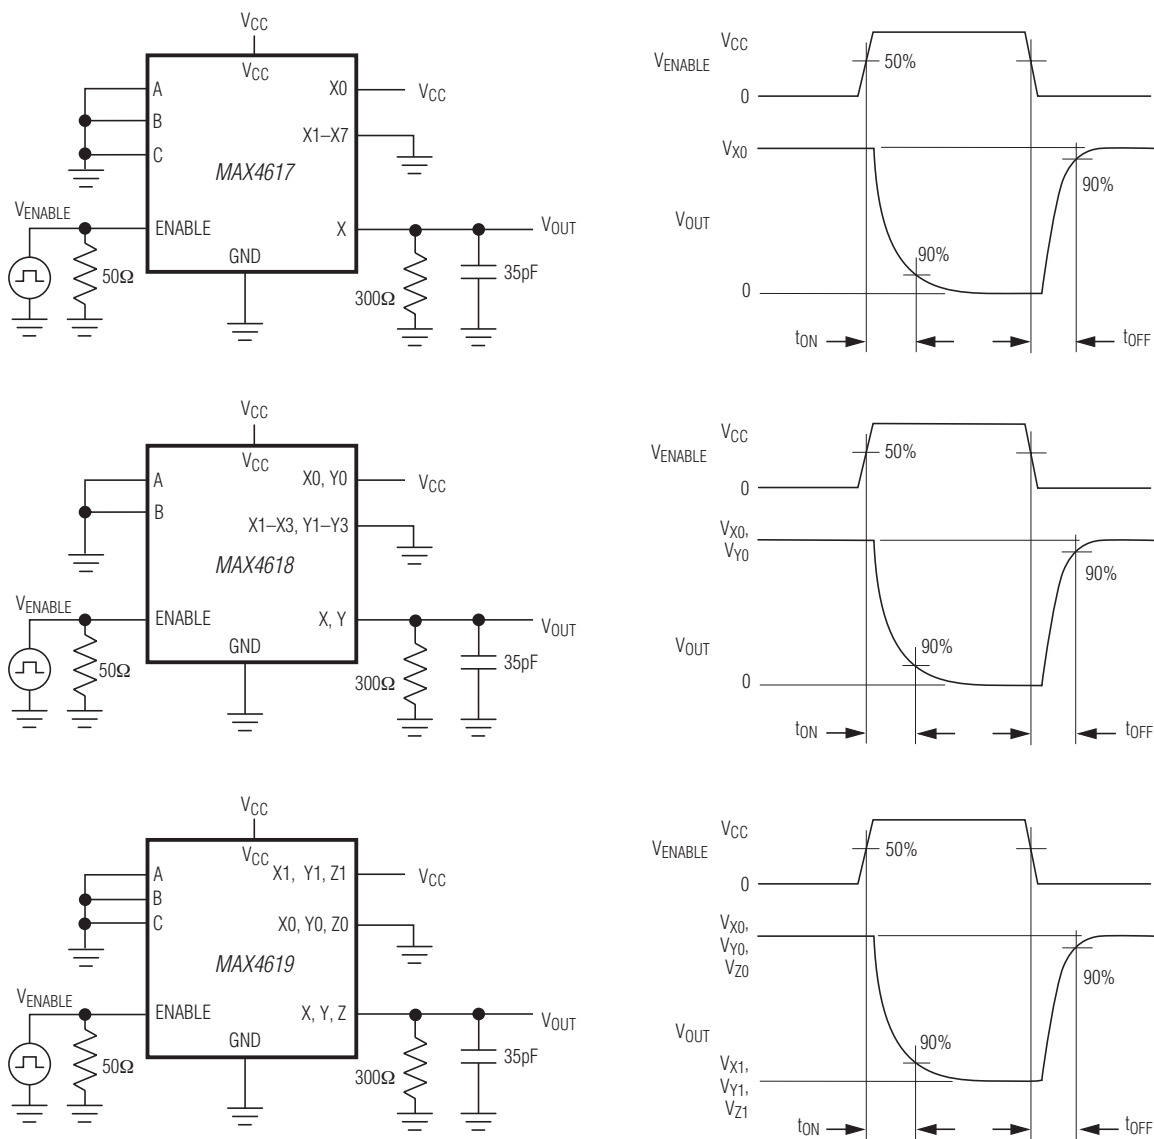 VCC
VCC
A
X0
VCC
B
X1–X7
C
MAX4617
VENABLE
ENABLE
X
VOUT
50Ω
GND
300Ω
35pF
VCC
VENABLE
50%
0
VX0
90%
VOUT
90%
0
tON
tOFF
VCC
VCC
A
X0, Y0
VCC
B
X1–X3, Y1–Y3
MAX4618
VENABLE
ENABLE
X, Y
VOUT
50Ω
GND
300Ω
35pF
VCC
VENABLE
50%
0
VX0,
VY0
90%
VOUT
90%
0
tON
tOFF
VCC
VCC
A
X1, Y1, Z1
VCC
B
C
X0, Y0, Z0
MAX4619
VENABLE
ENABLE
X, Y, Z
VOUT
50Ω
GND
300Ω
35pF
VCC
VENABLE
50%
0
VX0,
VY0,
VZ0
90%
VOUT
90%
VX1,
VY1,
VZ1
tON
tOFF